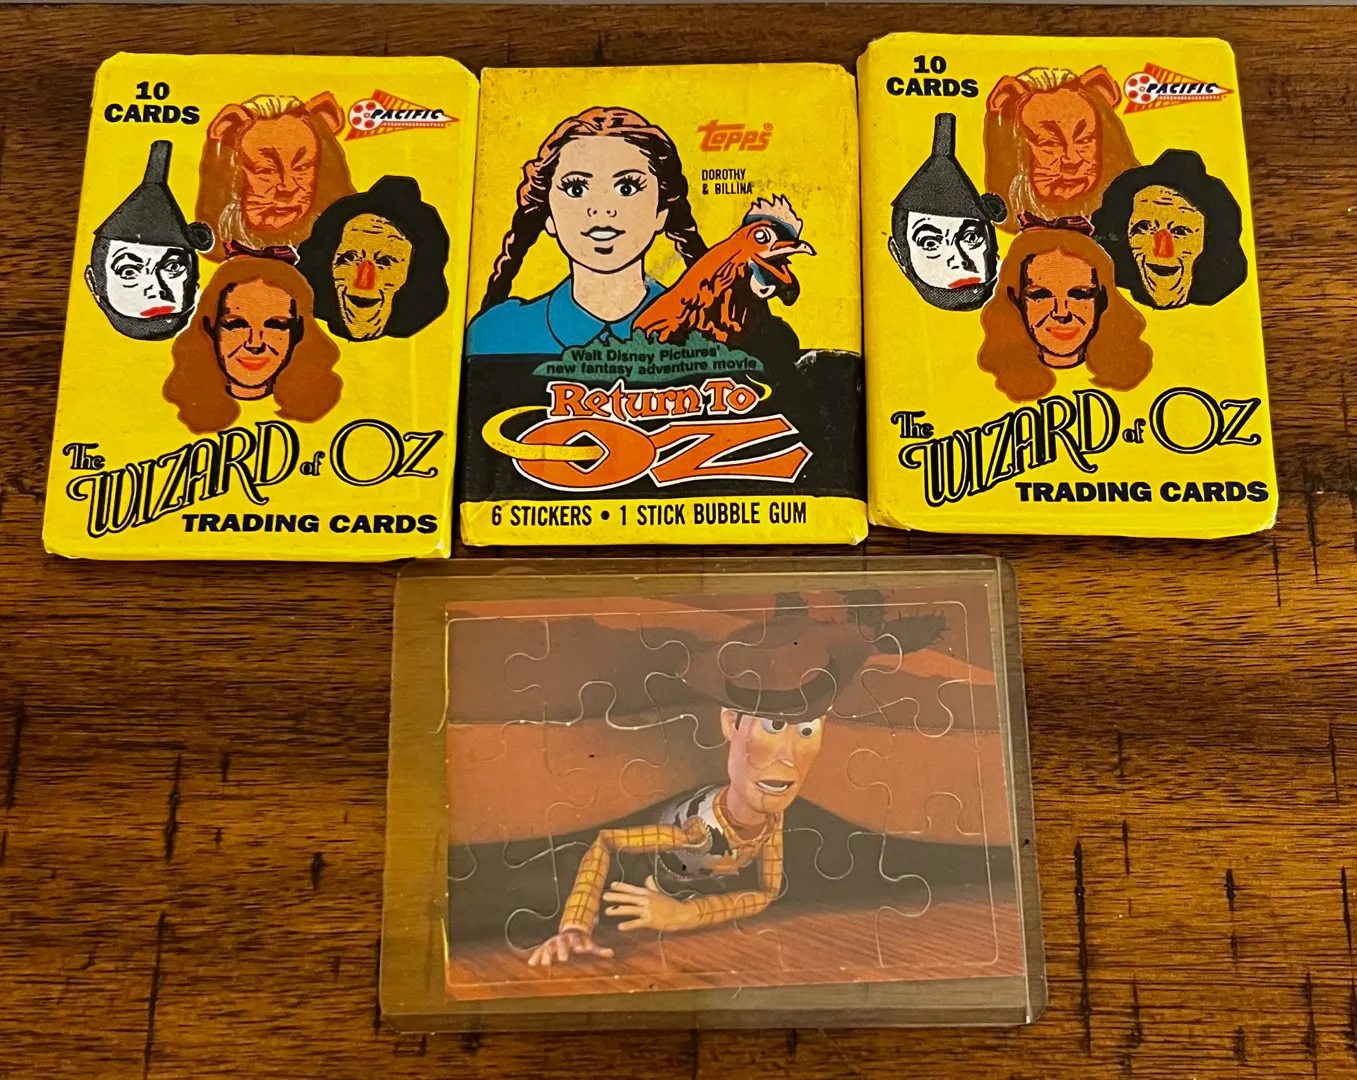 10
CARDS
PACIFIC
The
WIZARD of OZ
TRADING CARDS
topps®
DOROTHY
& BILLINA
Walt Disney Pictures'
new fantasy adventure movie
Return To
OZ
6 STICKERS • 1 STICK BUBBLE GUM
10
CARDS
PACIFIC
The
WIZARD of OZ
TRADING CARDS